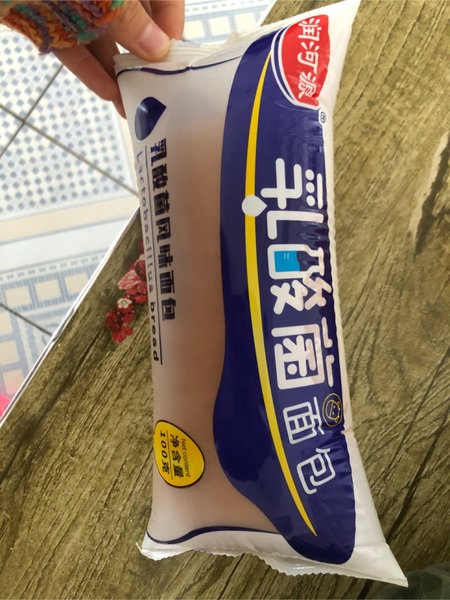 润河源
®
乳酸菌
面包
乳酸菌风味面包
Lactobacillus bread
Net content
净含量
100克